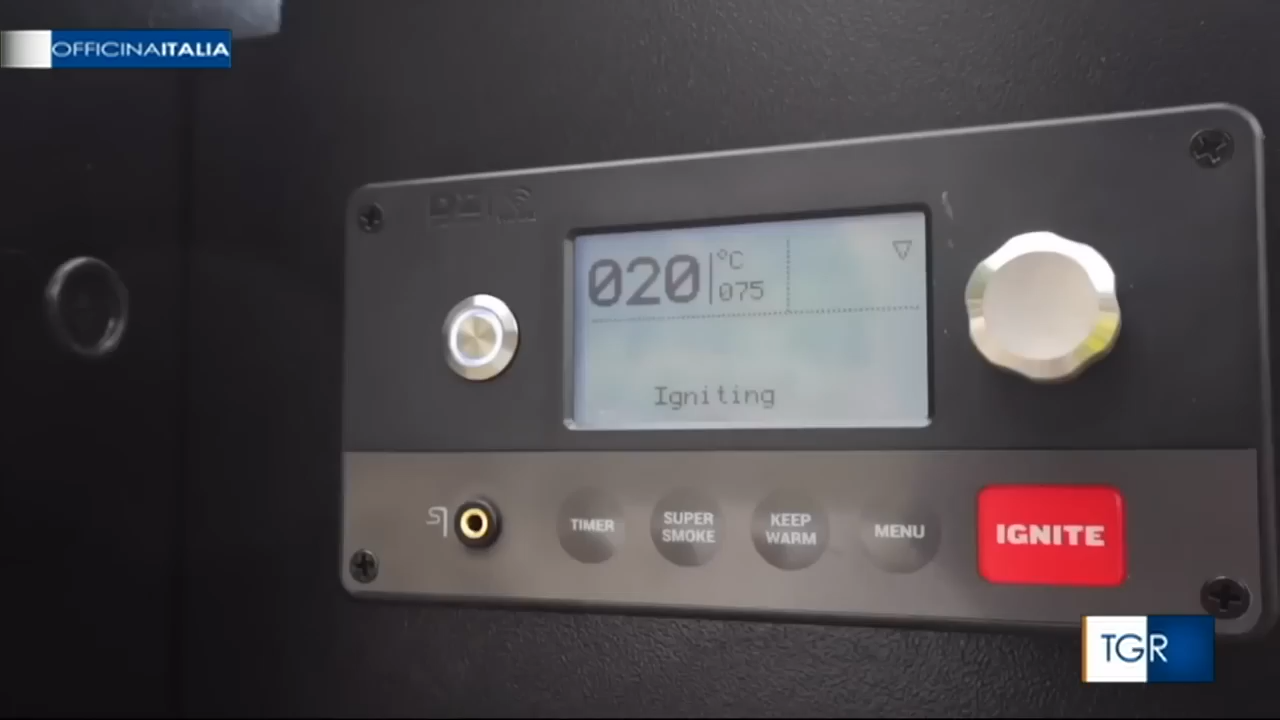 OFFICINAITALIA
020
°C
075
Igniting
TIMER
SUPER
SMOKE
KEEP
WARM
MENU
IGNITE
TGR